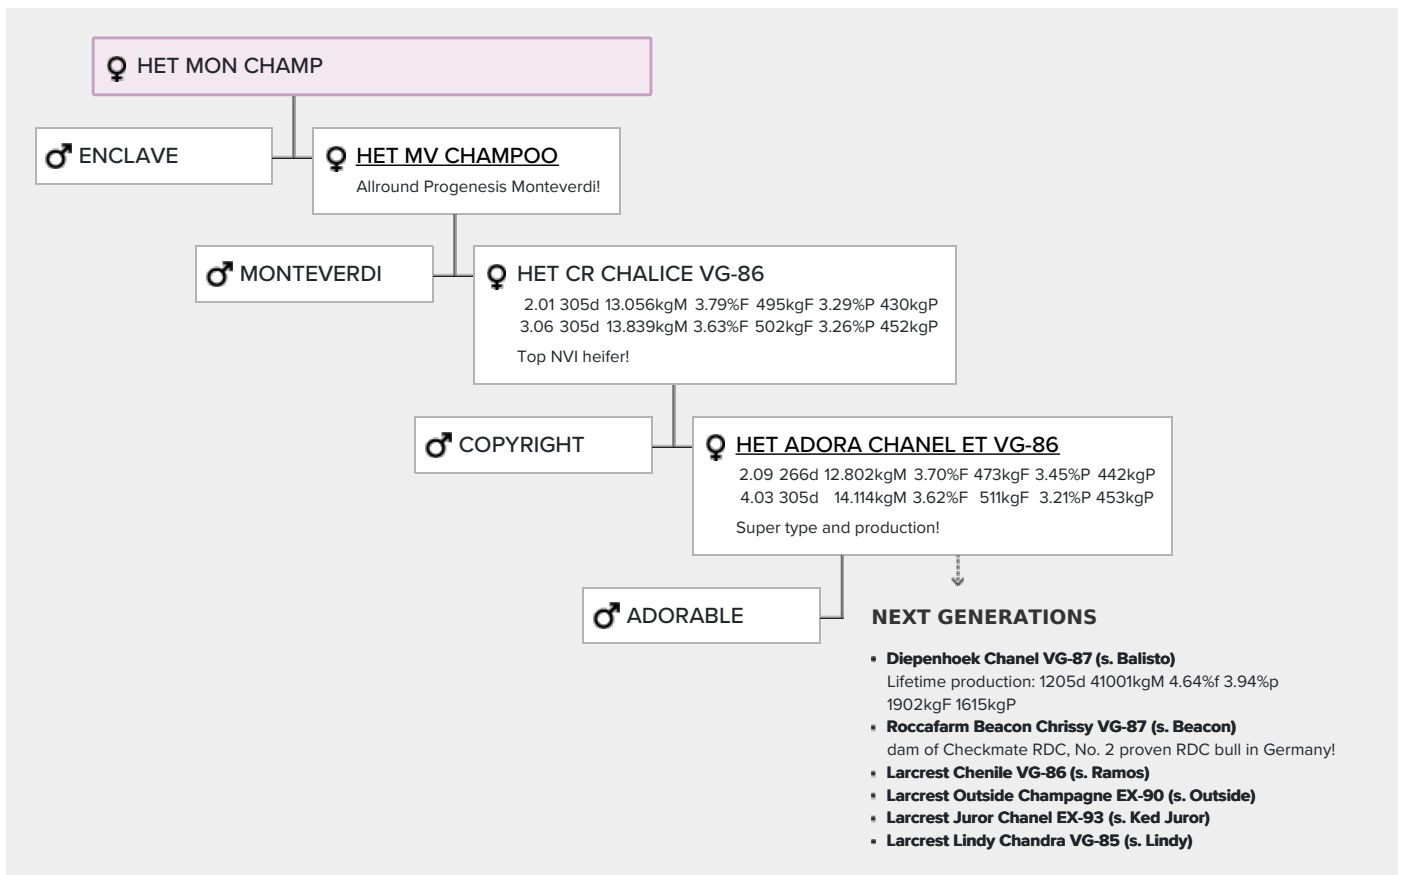 HET MON CHAMP
ENCLAVE
HET MV CHAMPOO
Allround Progenesis Monteverdi!
MONTEVERDI
HET CR CHALICE VG-86
2.01 305d 13.056kgM 3.79%F 495kgF 3.29%P 430kgP
3.06 305d 13.839kgM 3.63%F 502kgF 3.26%P 452kgP
Top NVI heifer!
COPYRIGHT
HET ADORA CHANEL ET VG-86
2.09 266d 12.802kgM 3.70%F 473kgF 3.45%P 442kgP
4.03 305d 14.114kgM 3.62%F 511kgF 3.21%P 453kgP
Super type and production!
ADORABLE
NEXT GENERATIONS
Diepenhoek Chanel VG-87 (s. Balisto)
Lifetime production: 1205d 41001kgM 4.64%f 3.94%p
1902kgF 1615kgP
Roccafarm Beacon Chrissy VG-87 (s. Beacon)
dam of Checkmate RDC, No. 2 proven RDC bull in Germany!
Larcrest Chenile VG-86 (s. Ramos)
Larcrest Outside Champagne EX-90 (s. Outside)
Larcrest Juror Chanel EX-93 (s. Ked Juror)
Larcrest Lindy Chandra VG-85 (s. Lindy)